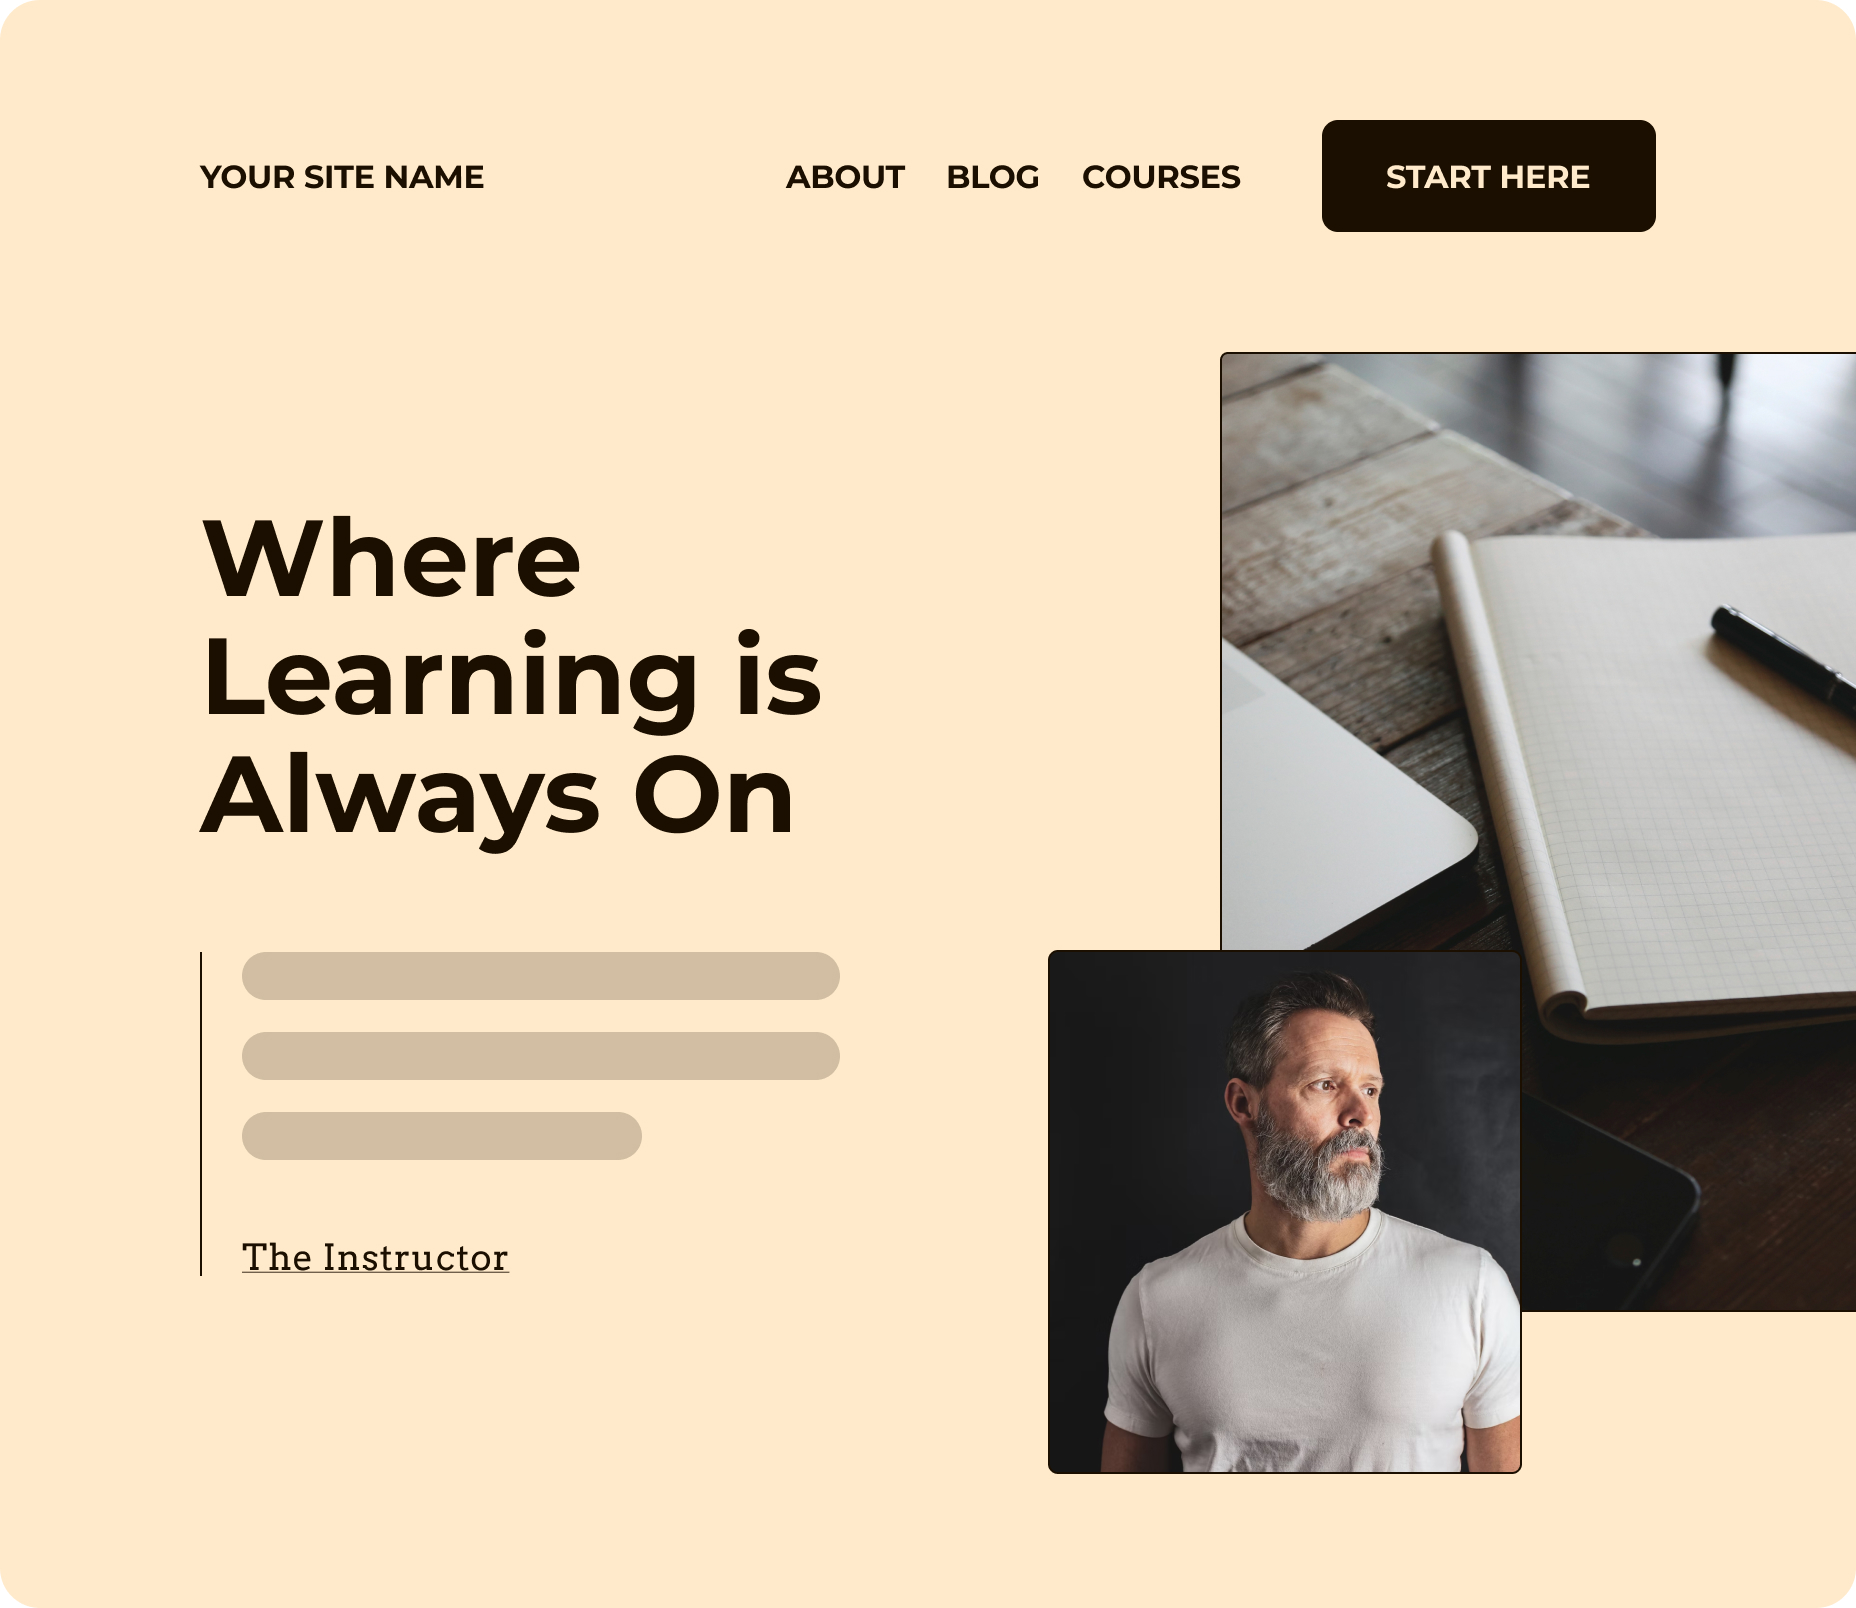 YOUR SITE NAME
ABOUT BLOG COURSES START HERE
Where
Learning is
Always On
The Instructor